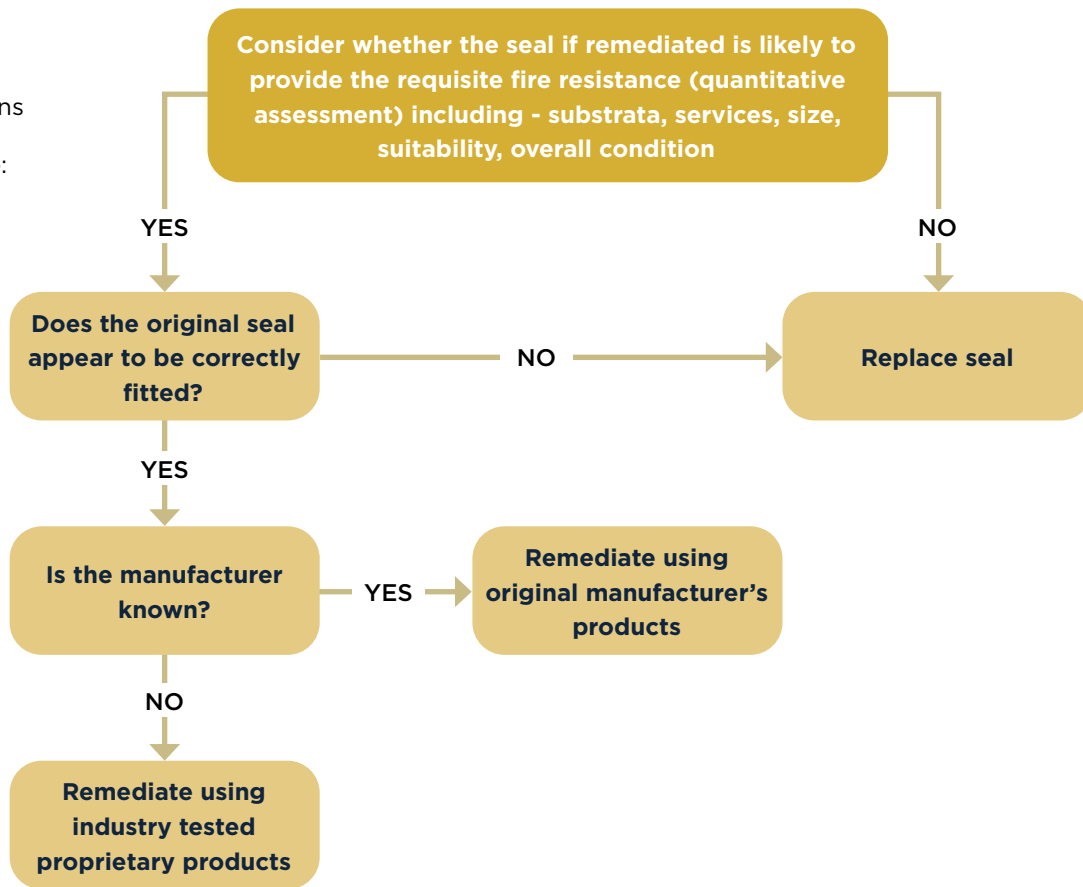 Consider whether the seal if remediated is likely to
provide the requisite fire resistance (quantitative
assessment) including - substrata, services, size,
suitability, overall condition
ns
:
YES
NO
Does the original seal
appear to be correctly
fitted?
NO
Replace seal
YES
Is the manufacturer
known?
YES
Remediate using
original manufacturer's
products
NO
Remediate using
industry tested
proprietary products